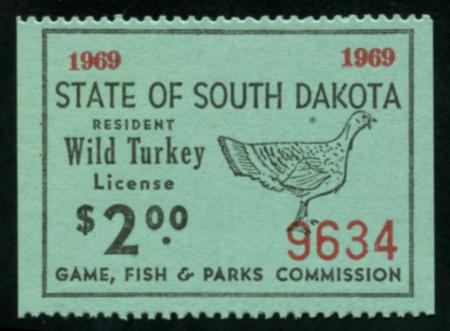 1969 1969
STATE OF SOUTH DAKOTA
RESIDENT
Wild Turkey
License
$2.00
9634
GAME, FISH & PARKS COMMISSION